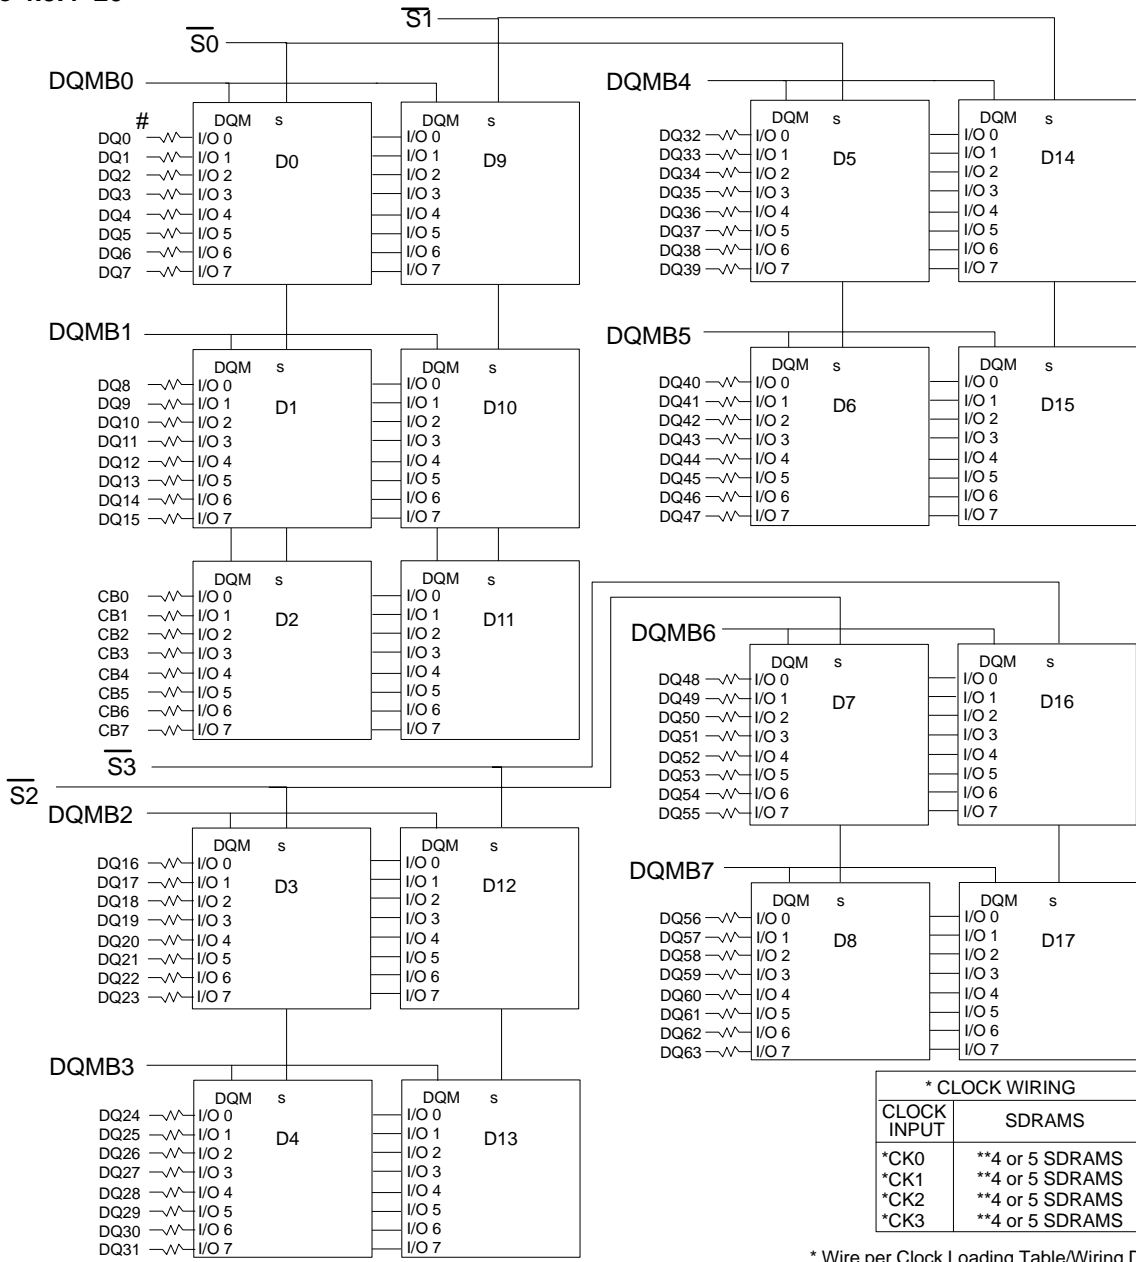 S1
S0
DQMB0
#
DQM s
D0
DQ0 I/O 0
DQ1 I/O 1
DQ2 I/O 2
DQ3 I/O 3
DQ4 I/O 4
DQ5 I/O 5
DQ6 I/O 6
DQ7 I/O 7
DQM s
D9
I/O 0
I/O 1
I/O 2
I/O 3
I/O 4
I/O 5
I/O 6
I/O 7
DQMB1
DQM s
D1
DQ8 I/O 0
DQ9 I/O 1
DQ10 I/O 2
DQ11 I/O 3
DQ12 I/O 4
DQ13 I/O 5
DQ14 I/O 6
DQ15 I/O 7
DQM s
D10
I/O 0
I/O 1
I/O 2
I/O 3
I/O 4
I/O 5
I/O 6
I/O 7
DQM s
D2
CB0 I/O 0
CB1 I/O 1
CB2 I/O 2
CB3 I/O 3
CB4 I/O 4
CB5 I/O 5
CB6 I/O 6
CB7 I/O 7
DQM s
D11
I/O 0
I/O 1
I/O 2
I/O 3
I/O 4
I/O 5
I/O 6
I/O 7
S3
S2
DQMB2
DQM s
D3
DQ16 I/O 0
DQ17 I/O 1
DQ18 I/O 2
DQ19 I/O 3
DQ20 I/O 4
DQ21 I/O 5
DQ22 I/O 6
DQ23 I/O 7
DQM s
D12
I/O 0
I/O 1
I/O 2
I/O 3
I/O 4
I/O 5
I/O 6
I/O 7
DQMB3
DQM s
D4
DQ24 I/O 0
DQ25 I/O 1
DQ26 I/O 2
DQ27 I/O 3
DQ28 I/O 4
DQ29 I/O 5
DQ30 I/O 6
DQ31 I/O 7
DQM s
D13
I/O 0
I/O 1
I/O 2
I/O 3
I/O 4
I/O 5
I/O 6
I/O 7
DQMB4
DQM s
D5
DQ32 I/O 0
DQ33 I/O 1
DQ34 I/O 2
DQ35 I/O 3
DQ36 I/O 4
DQ37 I/O 5
DQ38 I/O 6
DQ39 I/O 7
DQM s
D14
I/O 0
I/O 1
I/O 2
I/O 3
I/O 4
I/O 5
I/O 6
I/O 7
DQMB5
DQM s
D6
DQ40 I/O 0
DQ41 I/O 1
DQ42 I/O 2
DQ43 I/O 3
DQ44 I/O 4
DQ45 I/O 5
DQ46 I/O 6
DQ47 I/O 7
DQM s
D15
I/O 0
I/O 1
I/O 2
I/O 3
I/O 4
I/O 5
I/O 6
I/O 7
DQMB6
DQM s
D7
DQ48 I/O 0
DQ49 I/O 1
DQ50 I/O 2
DQ51 I/O 3
DQ52 I/O 4
DQ53 I/O 5
DQ54 I/O 6
DQ55 I/O 7
DQM s
D16
I/O 0
I/O 1
I/O 2
I/O 3
I/O 4
I/O 5
I/O 6
I/O 7
DQMB7
DQM s
D8
DQ56 I/O 0
DQ57 I/O 1
DQ58 I/O 2
DQ59 I/O 3
DQ60 I/O 4
DQ61 I/O 5
DQ62 I/O 6
DQ63 I/O 7
DQM s
D17
I/O 0
I/O 1
I/O 2
I/O 3
I/O 4
I/O 5
I/O 6
I/O 7
* CLOCK WIRING
CLOCK INPUT SDRAMS
*CK0 **4 or 5 SDRAMS
*CK1 **4 or 5 SDRAMS
*CK2 **4 or 5 SDRAMS
*CK3 **4 or 5 SDRAMS
* Wire per Clock Loading Table/Wiring D